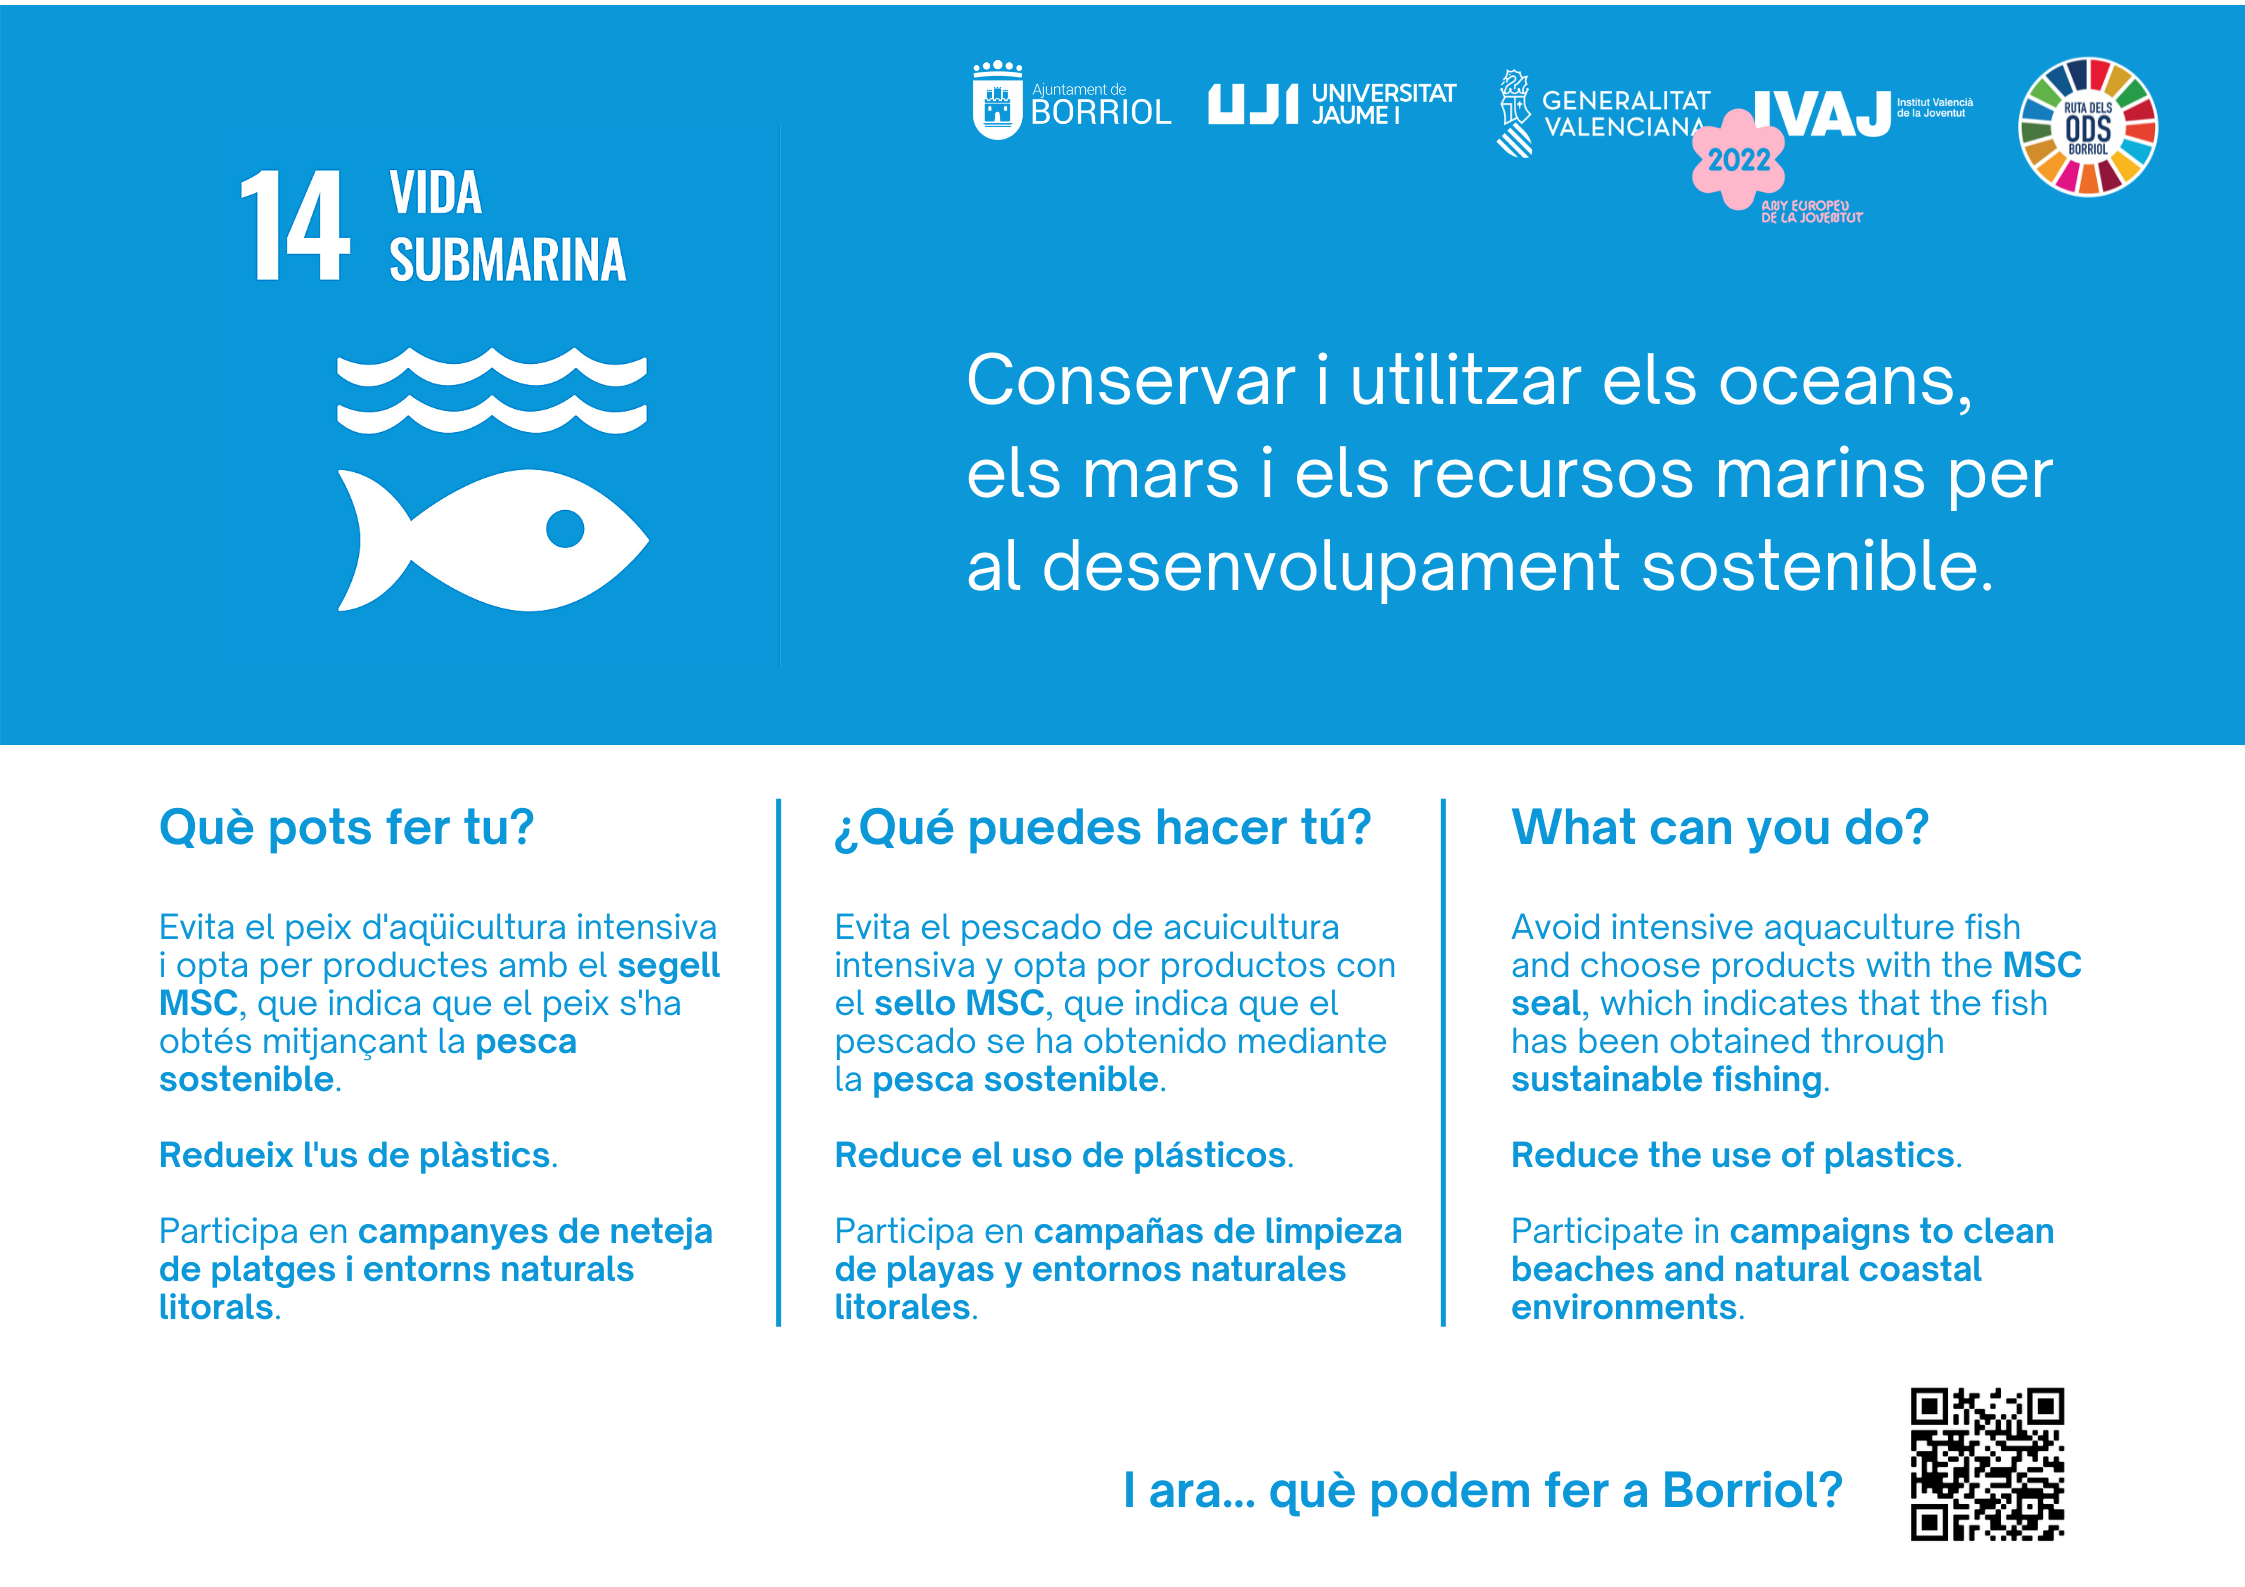 Ajuntament de
BORRIOL
UJI UNIVERSITAT
JAUME I
GENERALITAT
VALENCIANA
IVAJ Institut Valencià
de la Joventut
2022
ANY EUROPEU
DE LA JOVENTUT
RUTA DELS
ODS
BORRIOL
14 VIDA
SUBMARINA
Conservar i utilitzar els oceans,
els mars i els recursos marins per
al desenvolupament sostenible.
Què pots fer tu?
Evita el peix d'aqüicultura intensiva
i opta per productes amb el segell
MSC, que indica que el peix s'ha
obtés mitjançant la pesca
sostenible.
Redueix l'us de plàstics.
Participa en campanyes de neteja
de platges i entorns naturals
litorals.
¿Qué puedes hacer tú?
Evita el pescado de acuicultura
intensiva y opta por productos con
el sello MSC, que indica que el
pescado se ha obtenido mediante
la pesca sostenible.
Reduce el uso de plásticos.
Participa en campañas de limpieza
de playas y entornos naturales
litorales.
What can you do?
Avoid intensive aquaculture fish
and choose products with the MSC
seal, which indicates that the fish
has been obtained through
sustainable fishing.
Reduce the use of plastics.
Participate in campaigns to clean
beaches and natural coastal
environments.
I ara... què podem fer a Borriol?